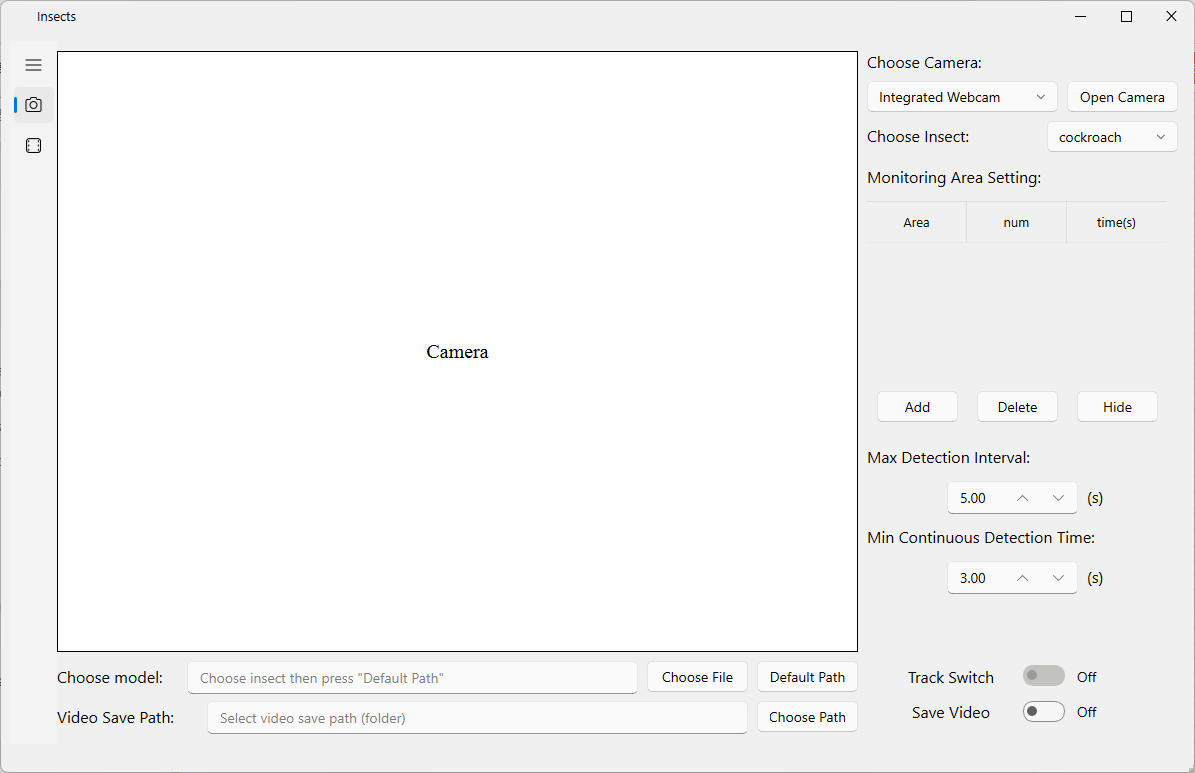 Insects
Choose Camera:
Integrated Webcam
Open Camera
Choose Insect:
cockroach
Monitoring Area Setting:
Area num time(s)
Camera
Add Delete Hide
Max Detection Interval:
5.00 (s)
Min Continuous Detection Time:
3.00 (s)
Choose model:
Choose insect then press "Default Path"
Choose File
Default Path
Track Switch Off
Video Save Path:
Select video save path (folder)
Choose Path
Save Video Off